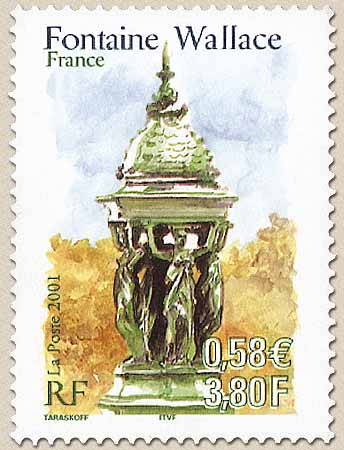 Fontaine Wallace
France
La Poste 2001
0,58€
3,80F
RF
TARASKOFF
ITVF